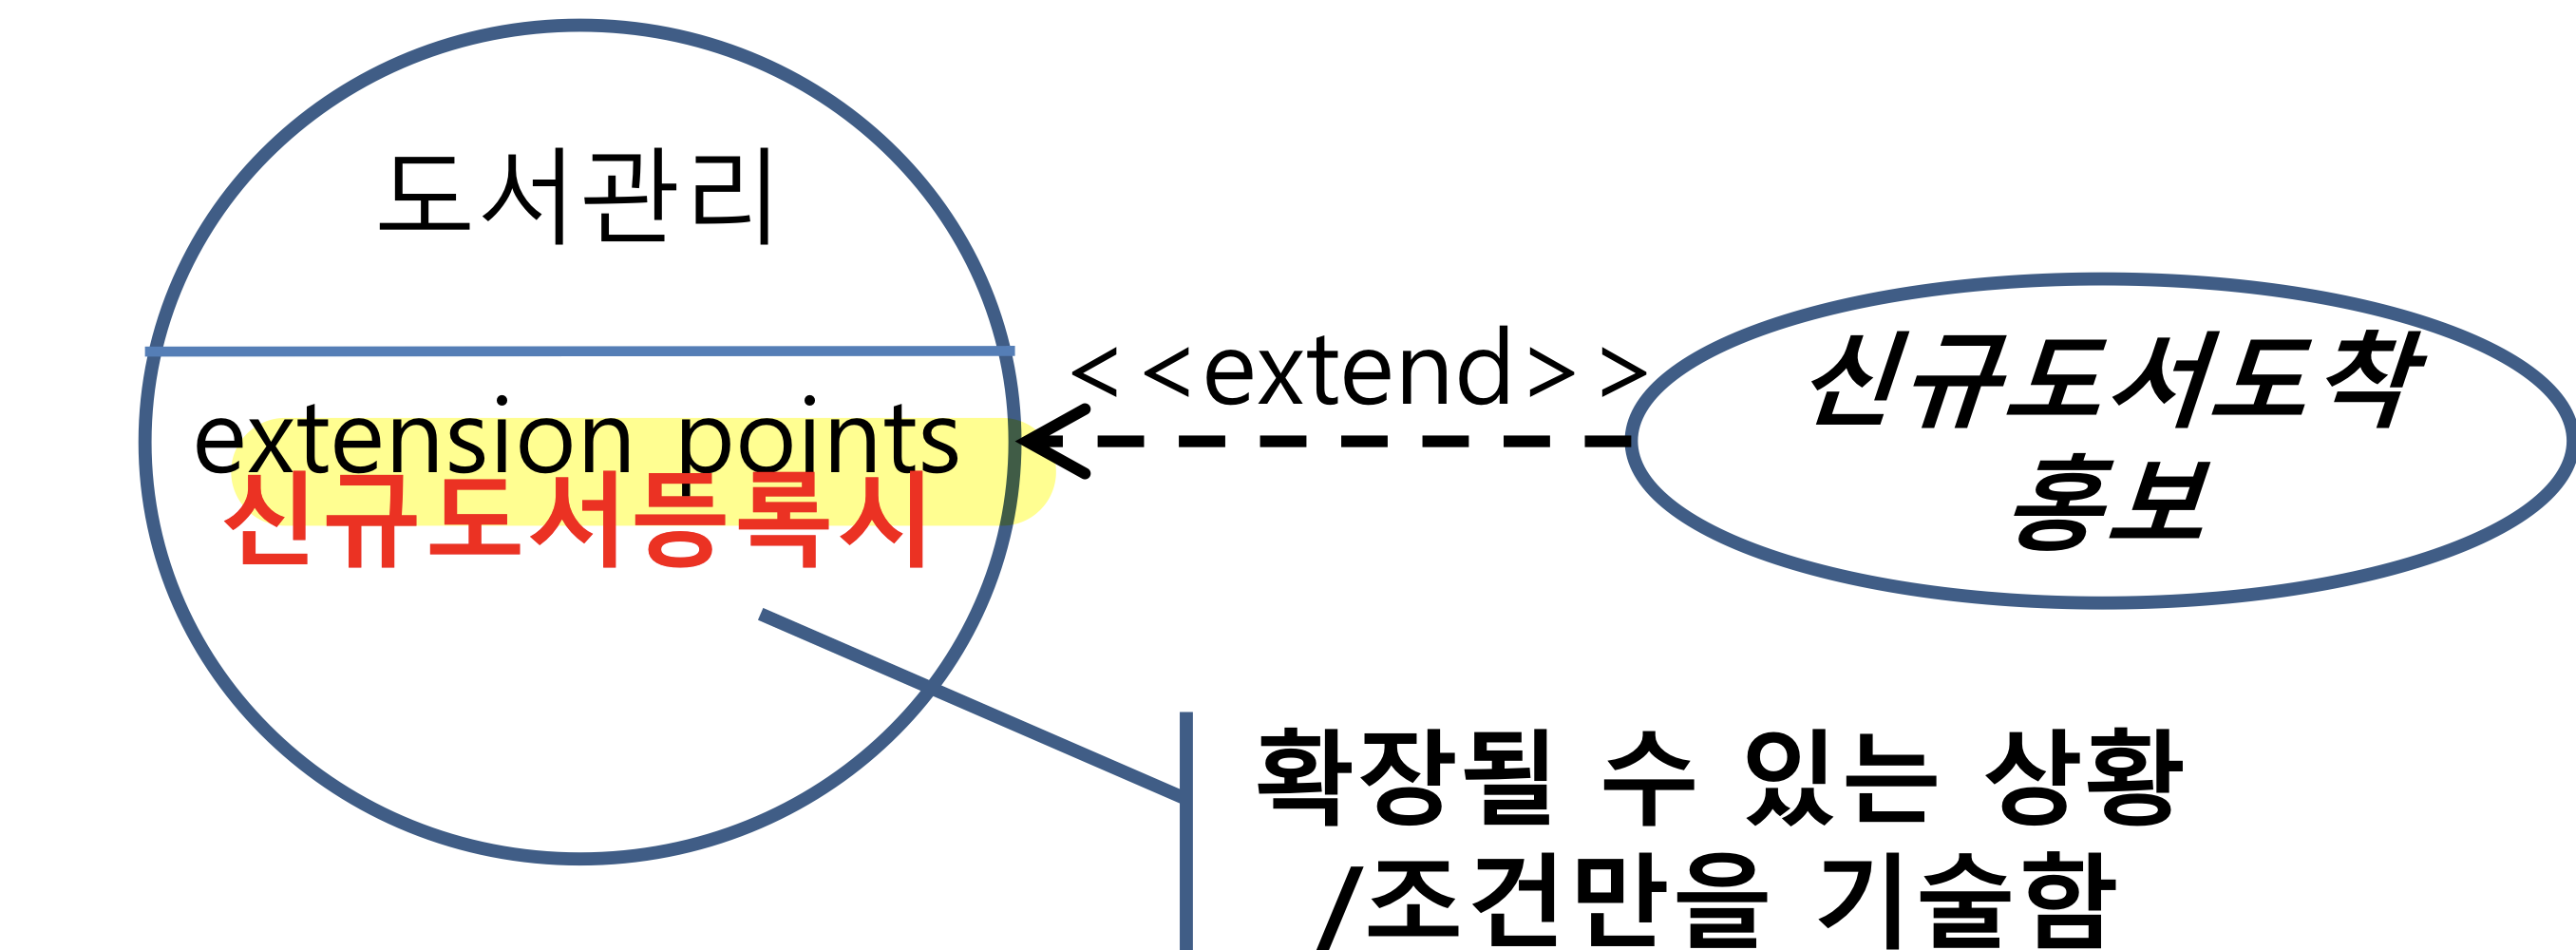 도서관리
extension points
신규도서등록시
<<extend>>
신규도서도착
홍보
확장될 수 있는 상황
/조건만을 기술함